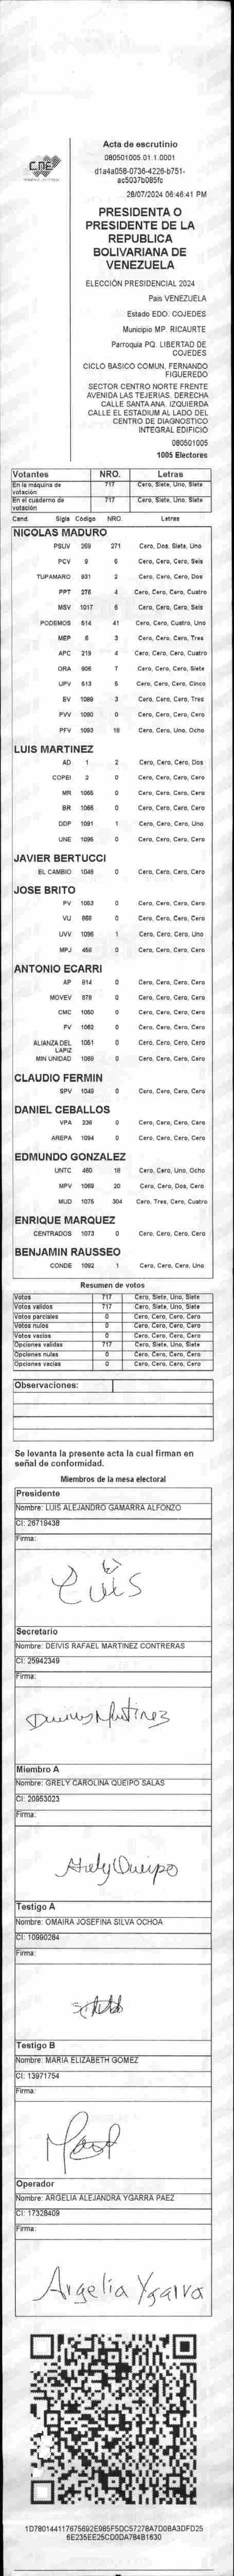 CNE
Acta de escrutinio
080501005.01.1.0001
d1a4a058-0736-4226-b751-
ac5037b085fc
28/07/2024 06:46:41 PM
PRESIDENTA O
PRESIDENTE DE LA
REPUBLICA
BOLIVARIANA DE
VENEZUELA
ELECCIÓN PRESIDENCIAL 2024
Pais VENEZUELA
Estado EDO. COJEDES
Municipio MP. RICAURTE
Parroquia PQ. LIBERTAD DE
COJEDES
CICLO BASICO COMUN, FERNANDO
FIGUEREDO
SECTOR CENTRO NORTE FRENTE
AVENIDA LAS TEJERIAS. DERECHA
CALLE SANTA ANA. IZQUIERDA
CALLE EL ESTADIUM AL LADO DEL
CENTRO DE DIAGNOSTICO
INTEGRAL EDIFICIO
080501005
1005 Electores
Votantes NRO. Letras
En la máquina de votación 717 Cero, Siete, Uno, Siete
En el cuaderno de votación 717 Cero, Siete, Uno, Siete
Cand. Sigla Código NRO. Letras
NICOLAS MADURO
PSUV 269 271 Cero, Dos, Siete, Uno
PCV 9 6 Cero, Cero, Cero, Seis
TUPAMARO 931 2 Cero, Cero, Cero, Dos
PPT 276 4 Cero, Cero, Cero, Cuatro
MSV 1017 6 Cero, Cero, Cero, Seis
PODEMOS 514 41 Cero, Cero, Cuatro, Uno
MEP 6 3 Cero, Cero, Cero, Tres
APC 219 4 Cero, Cero, Cero, Cuatro
ORA 906 7 Cero, Cero, Cero, Siete
UPV 513 5 Cero, Cero, Cero, Cinco
EV 1089 3 Cero, Cero, Cero, Tres
PVV 1090 0 Cero, Cero, Cero, Cero
PFV 1093 18 Cero, Cero, Uno, Ocho
LUIS MARTINEZ
AD 1 2 Cero, Cero, Cero, Dos
COPEI 2 0 Cero, Cero, Cero, Cero
MR 1065 0 Cero, Cero, Cero, Cero
BR 1066 0 Cero, Cero, Cero, Cero
DDP 1091 1 Cero, Cero, Cero, Uno
UNE 1096 0 Cero, Cero, Cero, Cero
JAVIER BERTUCCI
EL CAMBIO 1048 0 Cero, Cero, Cero, Cero
JOSE BRITO
PV 1053 0 Cero, Cero, Cero, Cero
VU 868 0 Cero, Cero, Cero, Cero
UVV 1098 1 Cero, Cero, Cero, Uno
MPJ 458 0 Cero, Cero, Cero, Cero
ANTONIO ECARRI
AP 814 0 Cero, Cero, Cero, Cero
MOVEV 878 0 Cero, Cero, Cero, Cero
CMC 1050 0 Cero, Cero, Cero, Cero
FV 1062 0 Cero, Cero, Cero, Cero
ALIANZA DEL LAPIZ 1051 0 Cero, Cero, Cero, Cero
MIN UNIDAD 1069 0 Cero, Cero, Cero, Cero
CLAUDIO FERMIN
SPV 1049 0 Cero, Cero, Cero, Cero
DANIEL CEBALLOS
VPA 236 0 Cero, Cero, Cero, Cero
AREPA 1094 0 Cero, Cero, Cero, Cero
EDMUNDO GONZALEZ
UNTC 460 18 Cero, Cero, Uno, Ocho
MPV 1069 20 Cero, Cero, Dos, Cero
MUD 1075 304 Cero, Tres, Cero, Cuatro
ENRIQUE MARQUEZ
CENTRADOS 1073 0 Cero, Cero, Cero, Cero
BENJAMIN RAUSSEO
CONDE 1092 1 Cero, Cero, Cero, Uno
Resumen de votos
Votos 717 Cero, Siete, Uno, Siete
Votos validos 717 Cero, Siete, Uno, Siete
Votos parciales 0 Cero, Cero, Cero, Cero
Votos nulos 0 Cero, Cero, Cero, Cero
Votos vacios 0 Cero, Cero, Cero, Cero
Opciones validas 717 Cero, Siete, Uno, Siete
Opciones nulas 0 Cero, Cero, Cero, Cero
Opciones vacias 0 Cero, Cero, Cero, Cero
Observaciones:
Se levanta la presente acta la cual firman en
señal de conformidad.
Miembros de la mesa electoral
Presidente
Nombre: LUIS ALEJANDRO GAMARRA ALFONZO
CI: 26719438
Firma:
Luis
Secretario
Nombre: DEIVIS RAFAEL MARTINEZ CONTRERAS
CI: 25942349
Firma:
Deivis Martinez
Miembro A
Nombre: GRELY CAROLINA QUEIPO SALAS
CI: 20953023
Firma:
Grely Queipo
Testigo A
Nombre: OMAIRA JOSEFINA SILVA OCHOA
CI: 10990284
Firma:
Testigo B
Nombre: MARIA ELIZABETH GOMEZ
CI: 13971754
Firma:
Operador
Nombre: ARGELIA ALEJANDRA YGARRA PAEZ
CI: 17328409
Firma:
Argelia Ygarra
1D780144117675692E985F5DC57278A7D0BA3DFD25
6E235EE25CD0DA784B1630